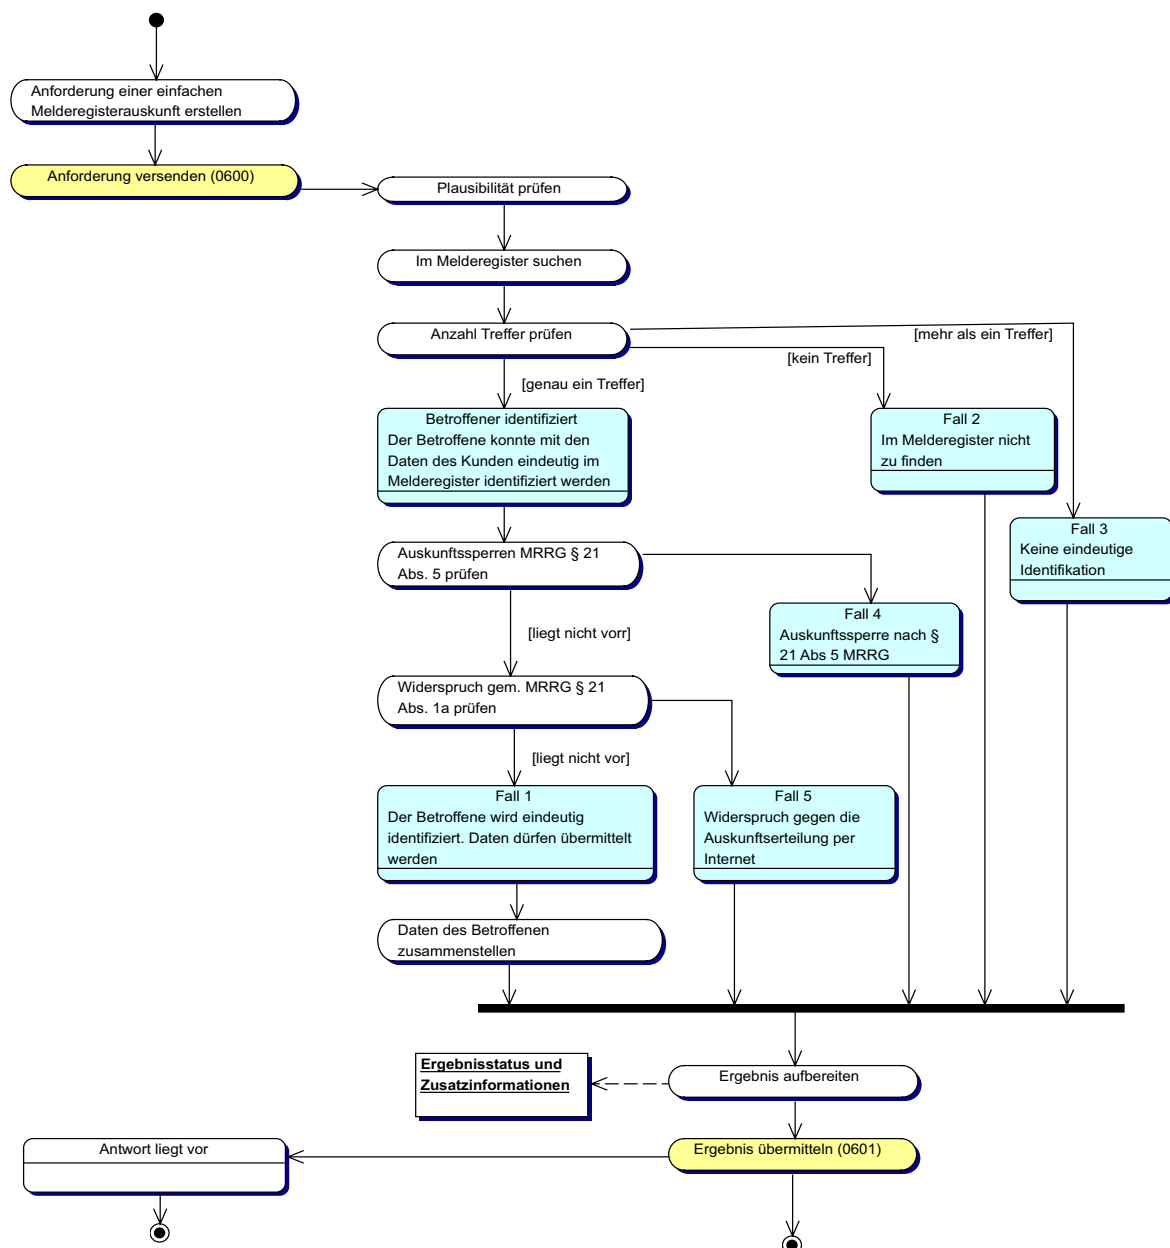 Anforderung einer einfachen
Melderegisterauskunft erstellen
Anforderung versenden (0600)
Plausibilität prüfen
Im Melderegister suchen
Anzahl Treffer prüfen
[mehr als ein Treffer]
[kein Treffer]
[genau ein Treffer]
Betroffener identifiziert
Der Betroffene konnte mit den
Daten des Kunden eindeutig im
Melderegister identifiziert werden
Fall 2
Im Melderegister nicht
zu finden
Fall 3
Keine eindeutige
Identifikation
Auskunftssperren MRRG § 21
Abs. 5 prüfen
Fall 4
Auskunftssperre nach §
21 Abs 5 MRRG
[liegt nicht vorr]
Widerspruch gem. MRRG § 21
Abs. 1a prüfen
[liegt nicht vor]
Fall 1
Der Betroffene wird eindeutig
identifiziert. Daten dürfen übermittelt
werden
Fall 5
Widerspruch gegen die
Auskunftserteilung per
Internet
Daten des Betroffenen
zusammenstellen
Ergebnisstatus und
Zusatzinformationen
Ergebnis aufbereiten
Ergebnis übermitteln (0601)
Antwort liegt vor